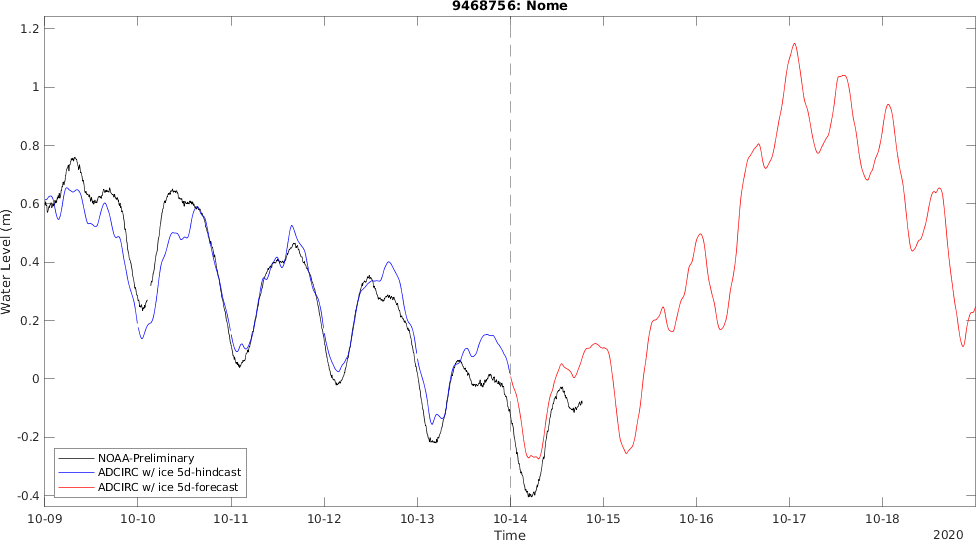 9468756: Nome
1.2
1
0.8
0.6
0.4
0.2
0
-0.2
-0.4
Water Level (m)
NOAA-Preliminary
ADCIRC w/ ice 5d-hindcast
ADCIRC w/ ice 5d-forecast
10-09 10-10 10-11 10-12 10-13 10-14 10-15 10-16 10-17 10-18
Time
2020